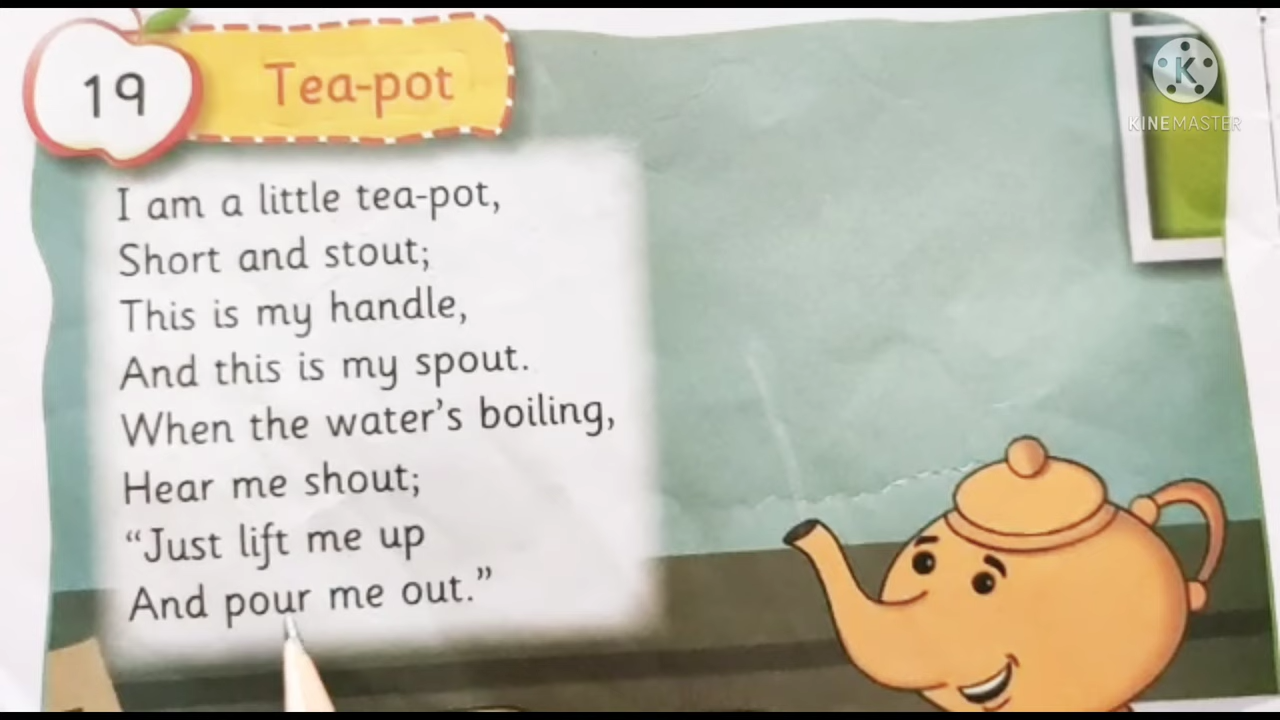 19
Tea-pot
I am a little tea-pot,
Short and stout;
This is my handle,
And this is my spout.
When the water's boiling,
Hear me shout;
“Just lift me up
And pour me out.”
K
KINEMASTER